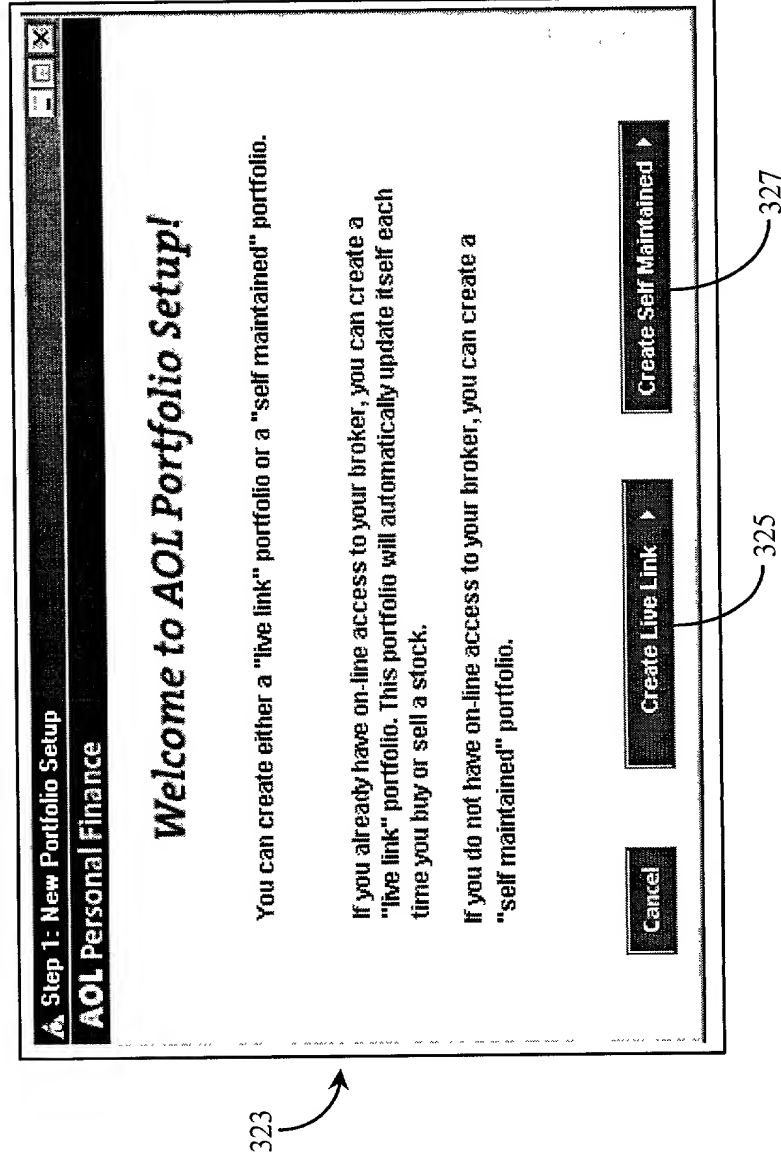 Step 1: New Portfolio Setup
AOL Personal Finance
Welcome to AOL Portfolio Setup!
You can create either a "live link" portfolio or a "self maintained" portfolio.
If you already have on-line access to your broker, you can create a
"live link" portfolio. This portfolio will automatically update itself each
time you buy or sell a stock.
If you do not have on-line access to your broker, you can create a
"self maintained" portfolio.
Cancel
Create Live Link
Create Self Maintained
323
325
327